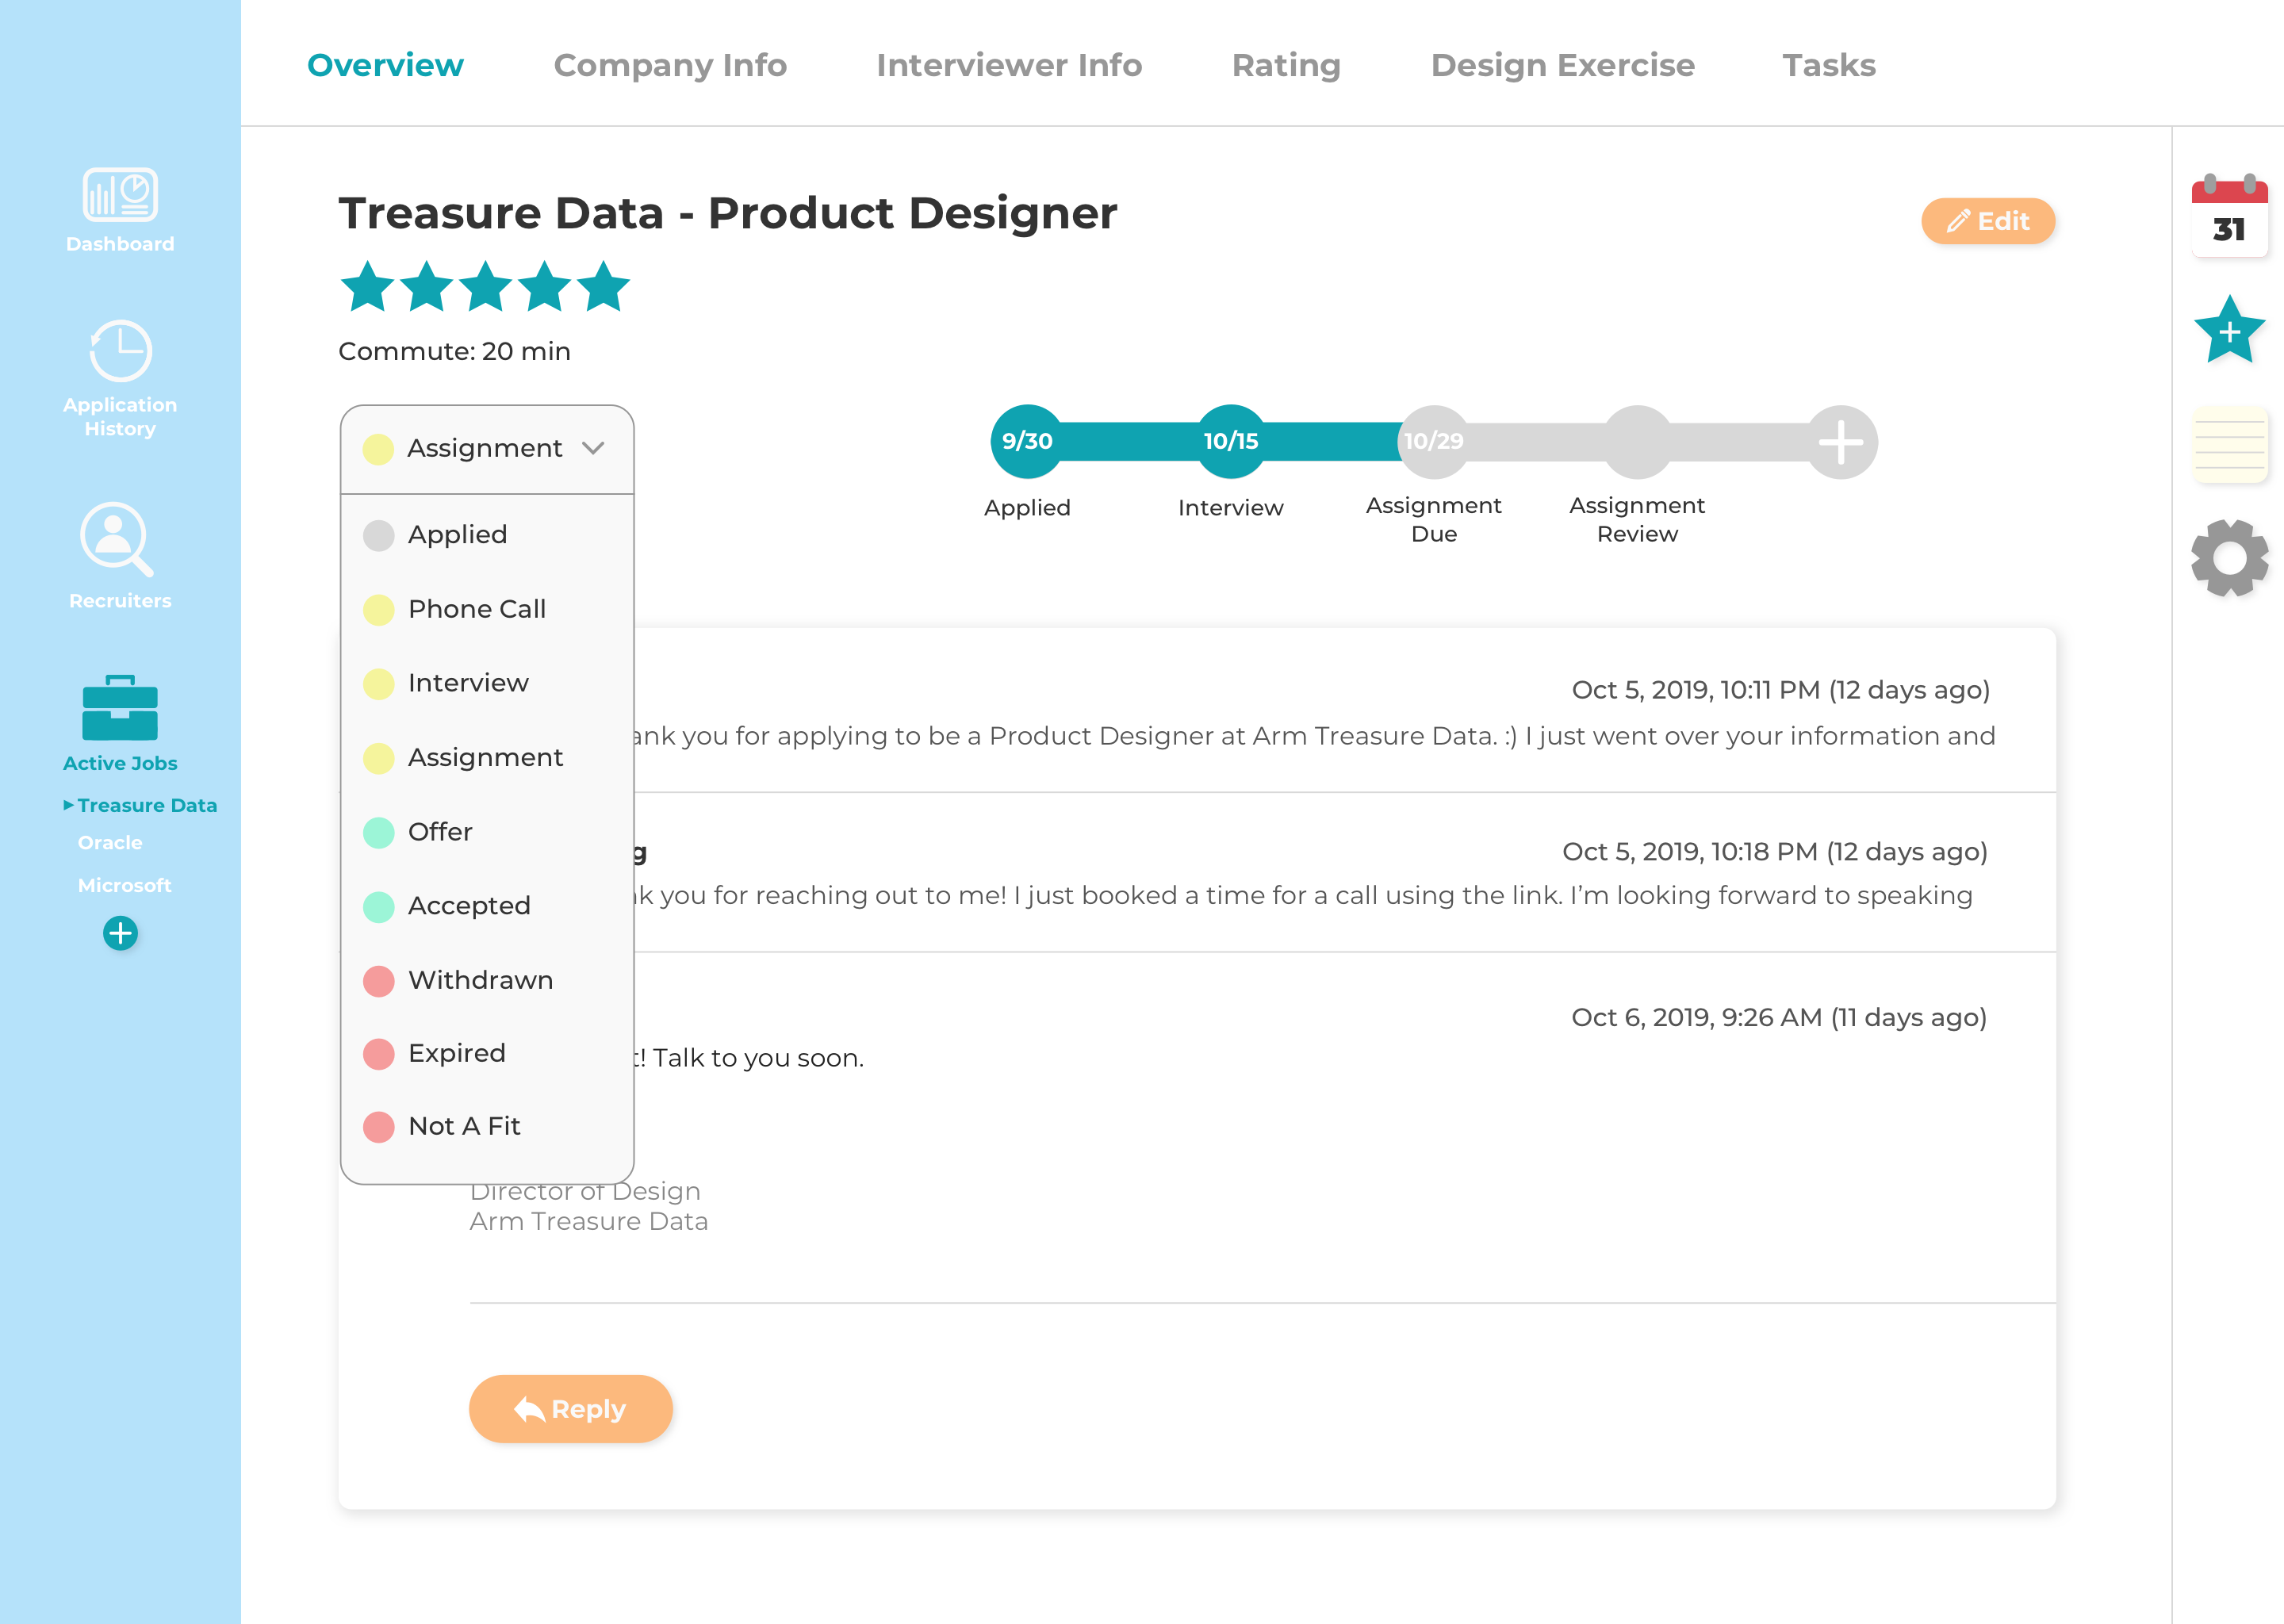 Overview
Company Info
Interviewer Info
Rating
Design Exercise
Tasks
Dashboard
Application
History
Recruiters
Active Jobs
Treasure Data
Oracle
Microsoft
Treasure Data - Product Designer
Edit
Commute: 20 min
Assignment
Applied
Phone Call
Interview
Assignment
Offer
Accepted
Withdrawn
Expired
Not A Fit
9/30
10/15
10/29
Applied
Interview
Assignment
Due
Assignment
Review
Oct 5, 2019, 10:11 PM (12 days ago)
you for applying to be a Product Designer at Arm Treasure Data. :) I just went over your information and
Oct 5, 2019, 10:18 PM (12 days ago)
you for reaching out to me! I just booked a time for a call using the link. I’m looking forward to speaking
Oct 6, 2019, 9:26 AM (11 days ago)
Talk to you soon.
Director of Design
Arm Treasure Data
Reply
31